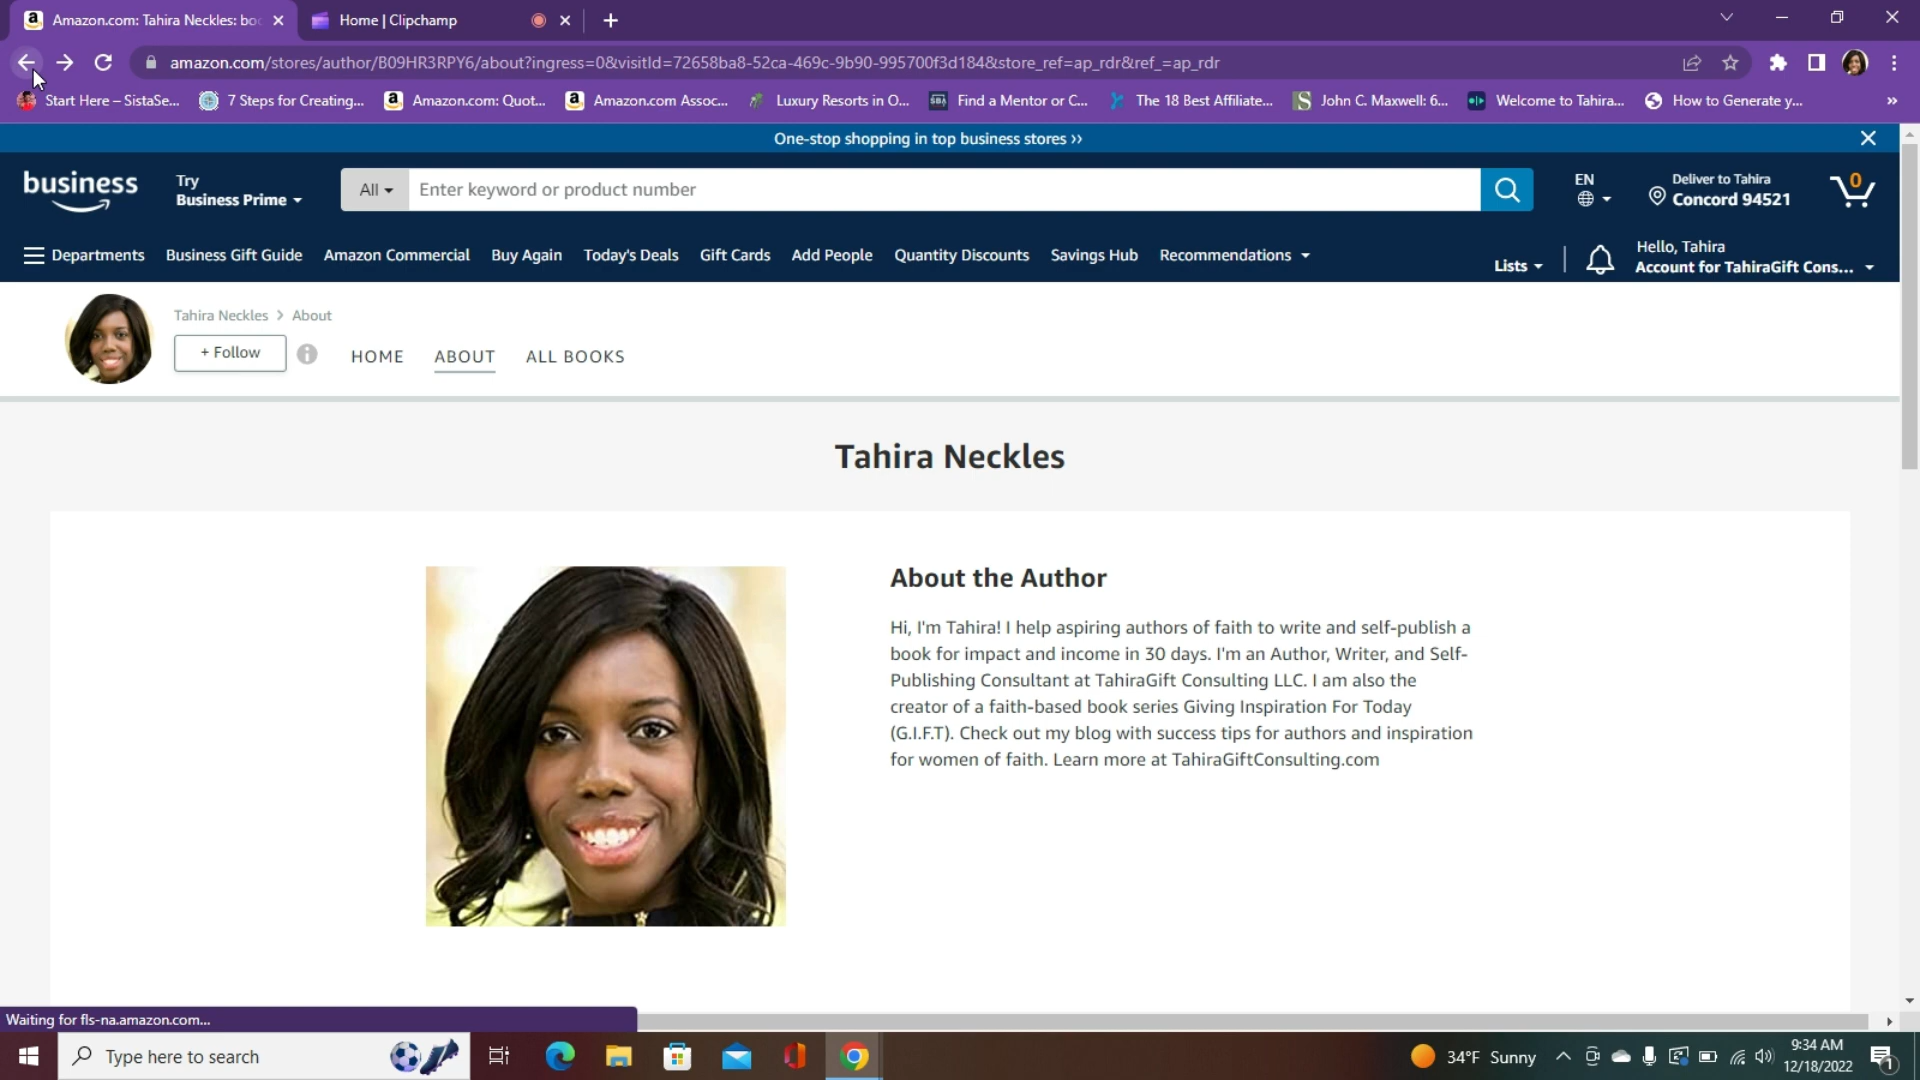 Amazon.com: Tahira Neckles: boo
Home | Clipchamp
amazon.com/stores/author/B09HR3RPY6/about?ingress=0&visitId=72658ba8-52ca-469c-9b90-995700f3d184&store_ref=ap_rdr&ref_=ap_rdr
Start Here – SistaSe...
7 Steps for Creating...
Amazon.com: Quot...
Amazon.com Assoc...
Luxury Resorts in O...
SBA
Find a Mentor or C...
The 18 Best Affiliate...
John C. Maxwell: 6...
Welcome to Tahira...
How to Generate y...
»
One-stop shopping in top business stores ››
business
Try
Business Prime
All
Enter keyword or product number
EN
Deliver to Tahira
Concord 94521
0
Departments
Business Gift Guide
Amazon Commercial
Buy Again
Today's Deals
Gift Cards
Add People
Quantity Discounts
Savings Hub
Recommendations
Lists
Hello, Tahira
Account for TahiraGift Cons...
Tahira Neckles › About
+ Follow
HOME
ABOUT
ALL BOOKS
Tahira Neckles
About the Author
Hi, I'm Tahira! I help aspiring authors of faith to write and self-publish a
book for impact and income in 30 days. I'm an Author, Writer, and Self-
Publishing Consultant at TahiraGift Consulting LLC. I am also the
creator of a faith-based book series Giving Inspiration For Today
(G.I.F.T). Check out my blog with success tips for authors and inspiration
for women of faith. Learn more at TahiraGiftConsulting.com
Waiting for fls-na.amazon.com...
Type here to search
34°F Sunny
9:34 AM
12/18/2022
1